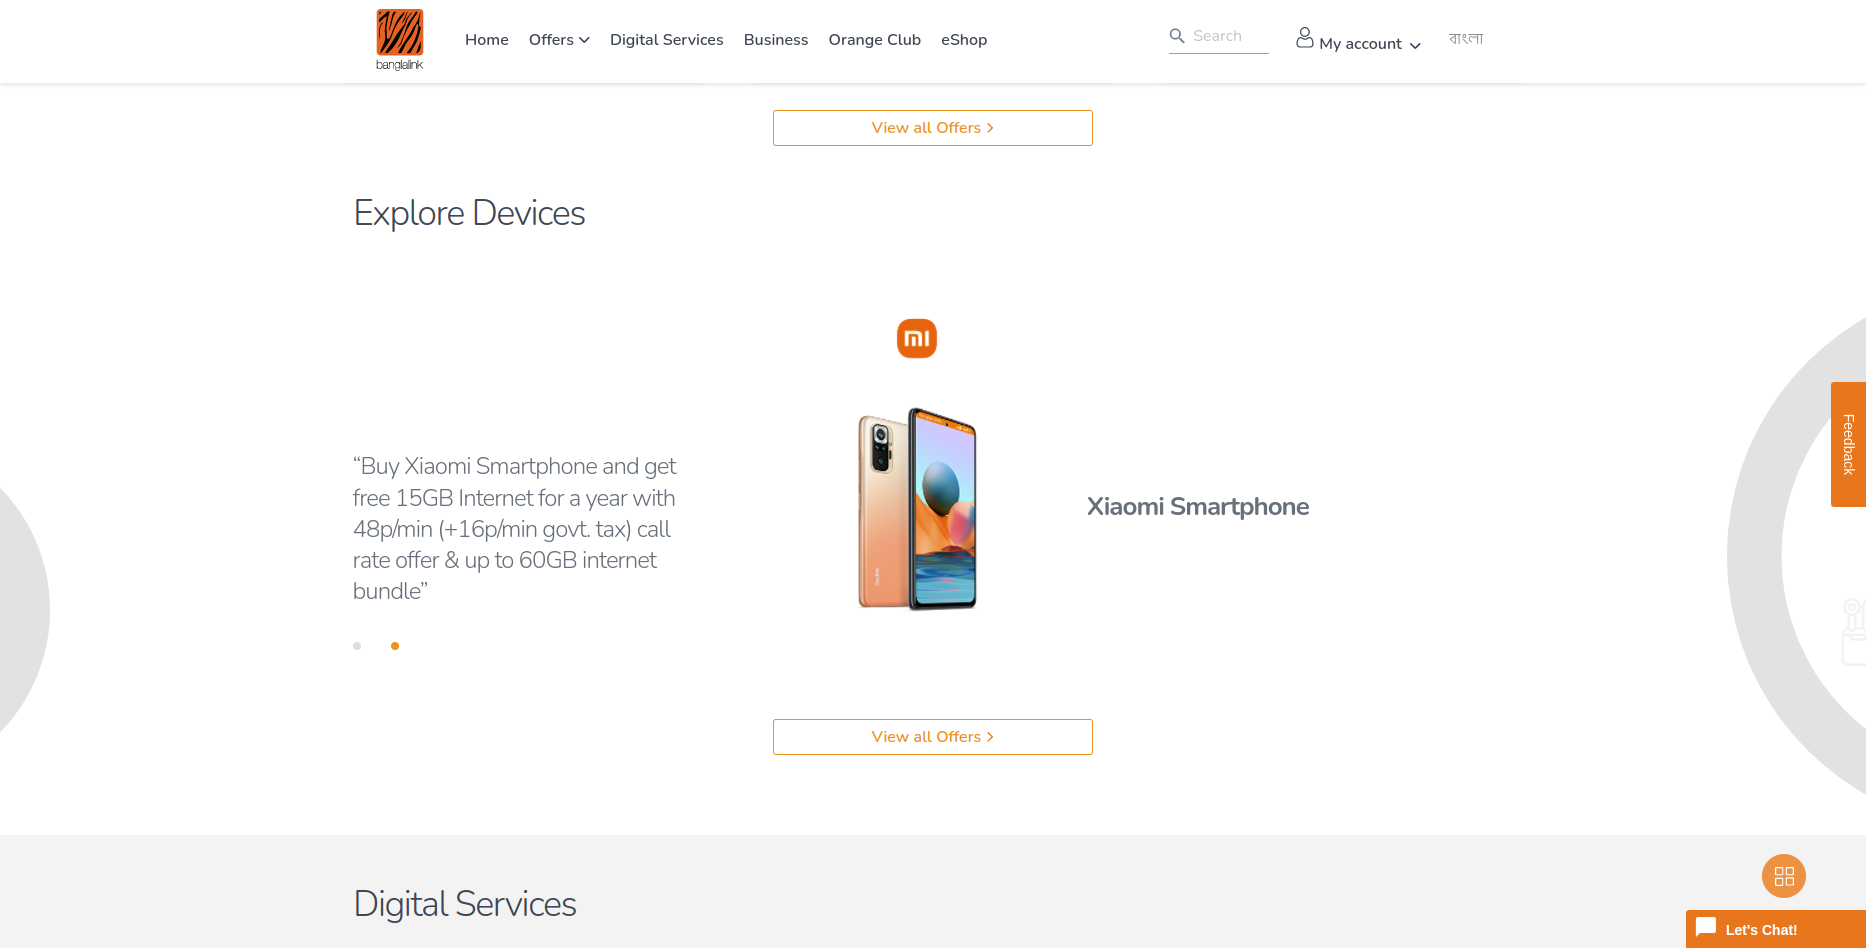 banglalink
Home
Offers
Digital Services
Business
Orange Club
eShop
Search
My account
বাংলা
View all Offers
Explore Devices
“Buy Xiaomi Smartphone and get
free 15GB Internet for a year with
48p/min (+16p/min govt. tax) call
rate offer & up to 60GB internet
bundle”
Redmi
Xiaomi Smartphone
Feedback
View all Offers
Digital Services
Let's Chat!